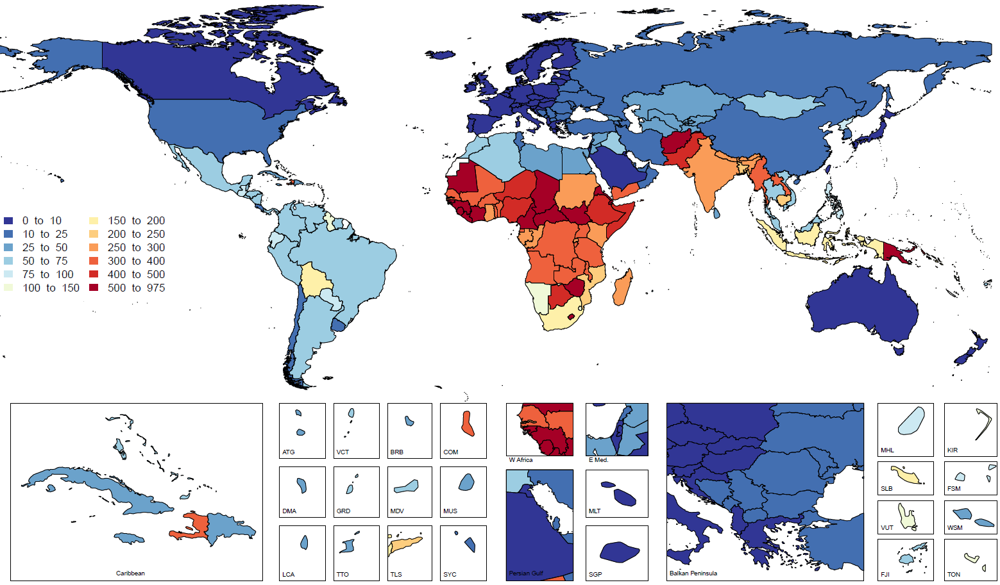 0 to 10
10 to 25
25 to 50
50 to 75
75 to 100
100 to 150
150 to 200
200 to 250
250 to 300
300 to 400
400 to 500
500 to 975
Caribbean
ATG
VCT
BRB
COM
DMA
GRD
MDV
MUS
LCA
TTO
TLS
SYC
W Africa
E Med.
Persian Gulf
MLT
SGP
Balkan Peninsula
MHL
KIR
SLB
FSM
VUT
WSM
FJI
TON